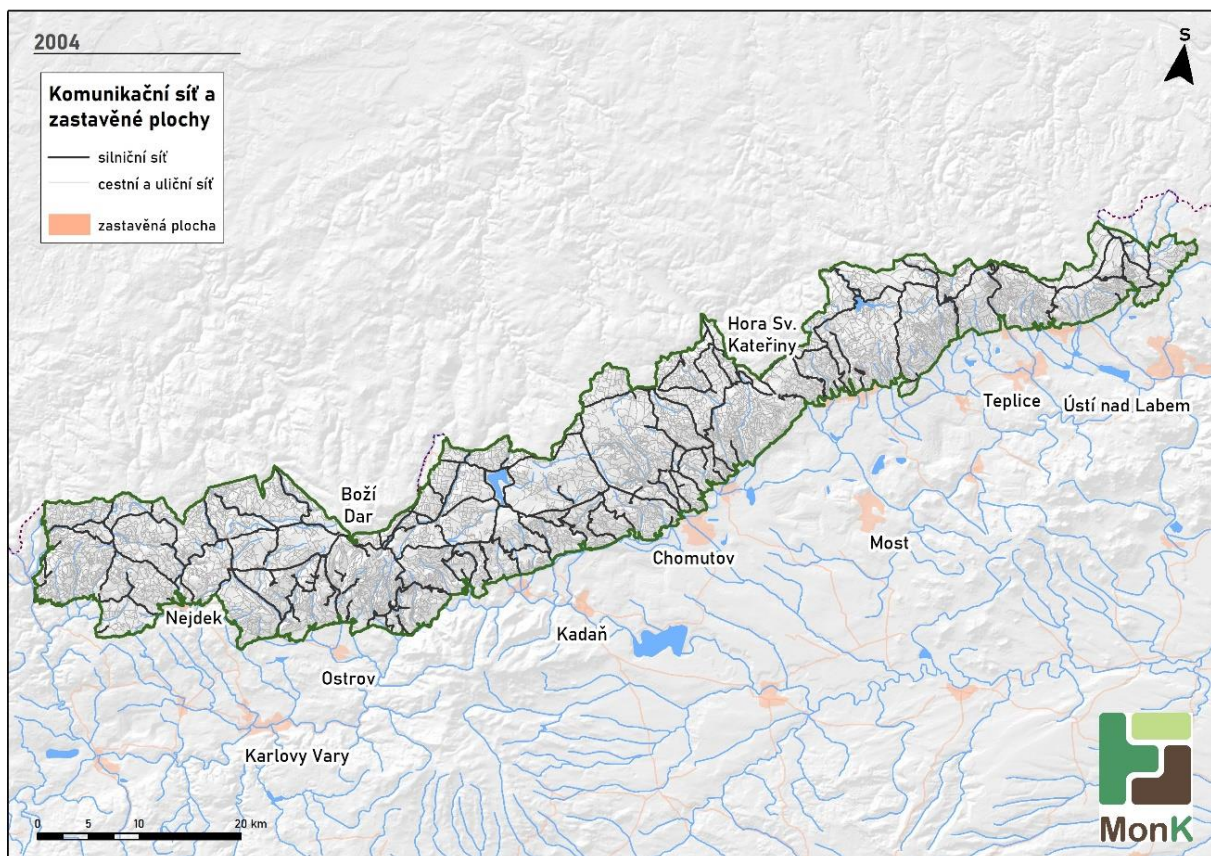 2004
S
Komunikační síť a
zastavěné plochy
silniční síť
cestní a uliční síť
zastavěná plocha
Hora Sv.
Kateřiny
Teplice
Ústí nad Labem
Boží
Dar
Most
Chomutov
Nejdek
Kadaň
Ostrov
Karlovy Vary
0 5 10 20 km
MonK